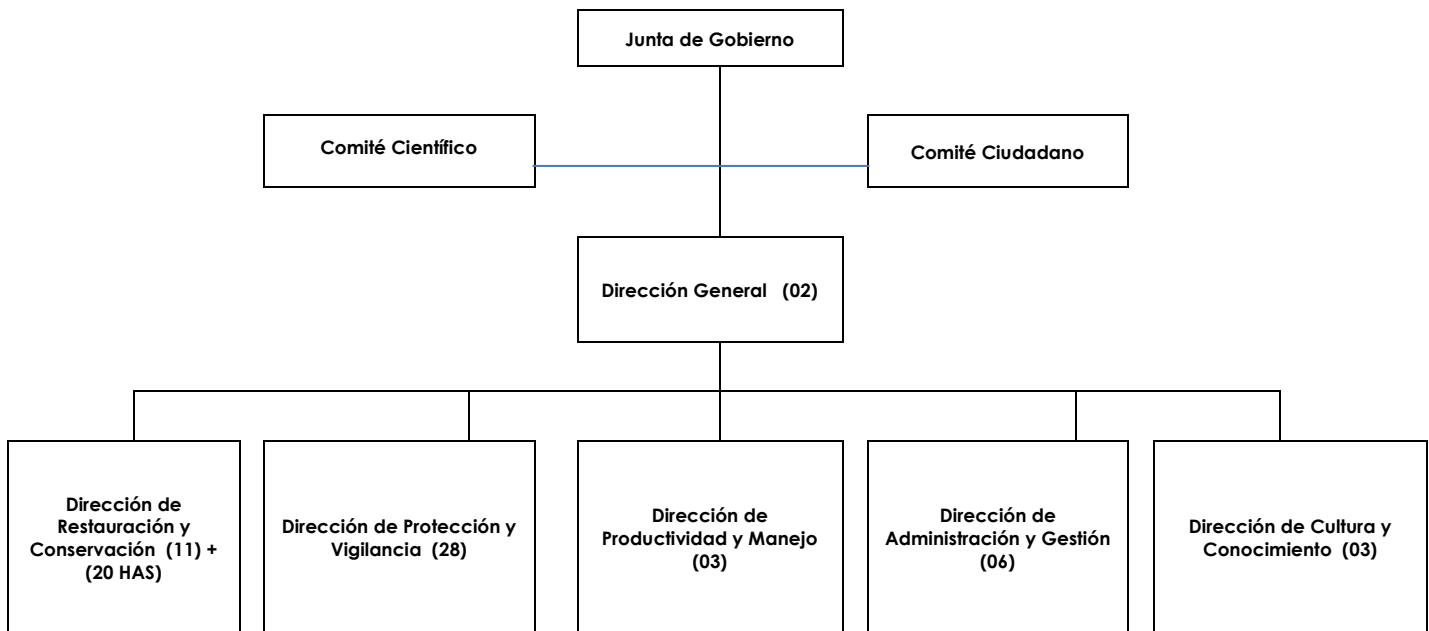 Junta de Gobierno
Comité Científico
Comité Ciudadano
Dirección General (02)
Dirección de
Restauración y
Conservación (11) +
(20 HAS)
Dirección de Protección y
Vigilancia (28)
Dirección de
Productividad y Manejo
(03)
Dirección de
Administración y Gestión
(06)
Dirección de Cultura y
Conocimiento (03)